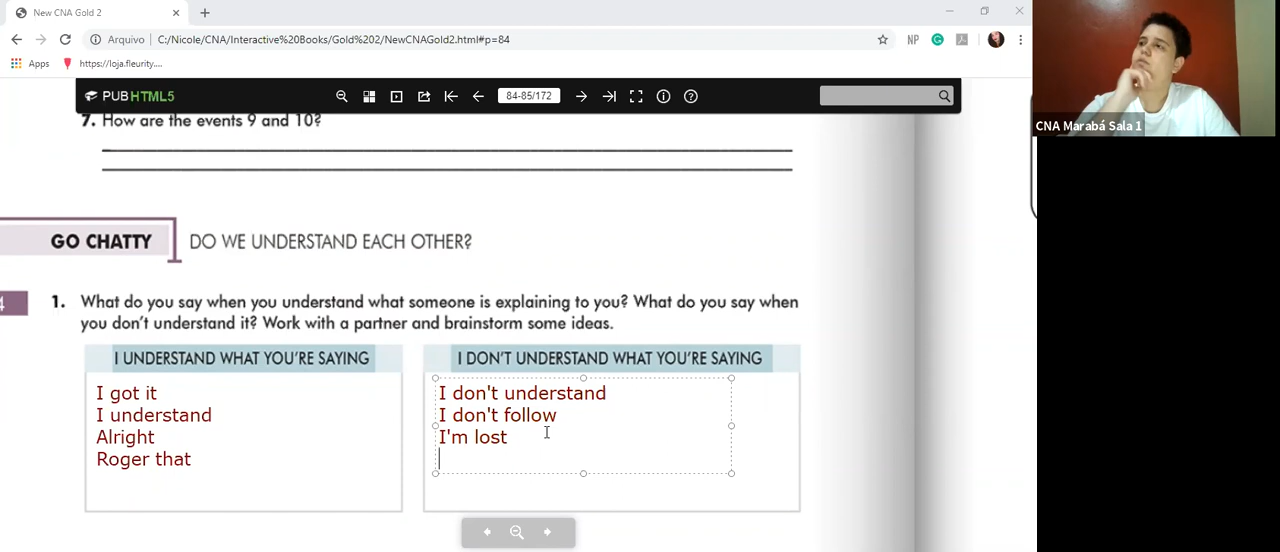 New CNA Gold 2
Arquivo C:/Nicole/CNA/Interactive%20Books/Gold%202/NewCNAGold2.html#p=84
NP
Apps https://loja.fleurity....
PUBHTML5
84-85/172
CNA Marabá Sala 1
7. How are the events 9 and 10?
GO CHATTY DO WE UNDERSTAND EACH OTHER?
4 1. What do you say when you understand what someone is explaining to you? What do you say when
you don't understand it? Work with a partner and brainstorm some ideas.
I UNDERSTAND WHAT YOU'RE SAYING
I got it
I understand
Alright
Roger that
I DON'T UNDERSTAND WHAT YOU'RE SAYING
I don't understand
I don't follow
I'm lost